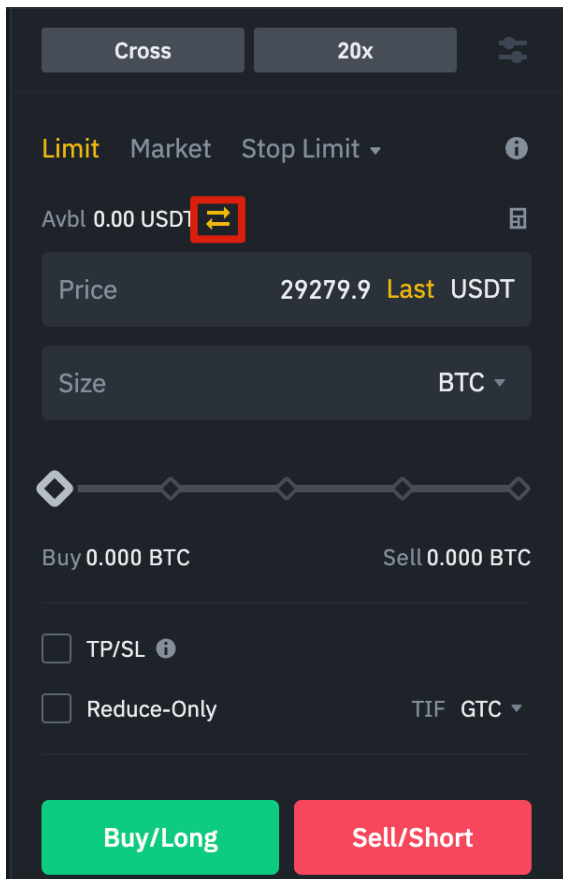 Cross 20x
Limit Market Stop Limit
Avbl 0.00 USDT
Price 29279.9 Last USDT
Size BTC
Buy 0.000 BTC Sell 0.000 BTC
TP/SL
Reduce-Only TIF GTC
Buy/Long Sell/Short